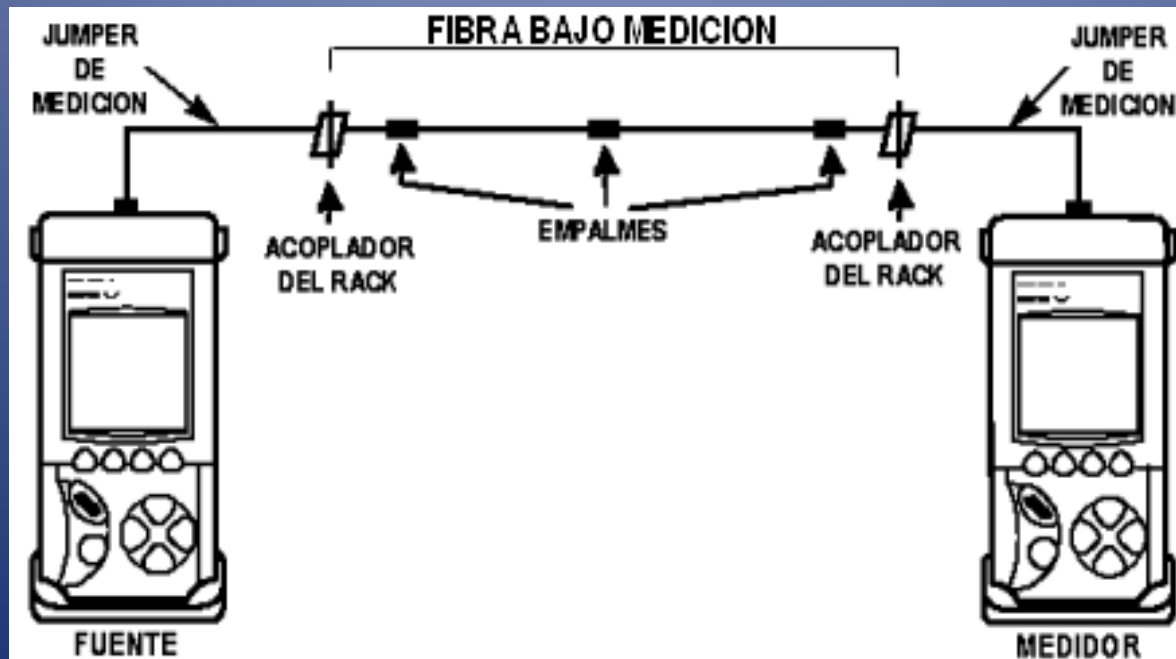 FIBRA BAJO MEDICION
JUMPER
DE
MEDICION
JUMPER
DE
MEDICION
EMPALMES
ACOPLADOR
DEL RACK
ACOPLADOR
DEL RACK
FUENTE
MEDIDOR